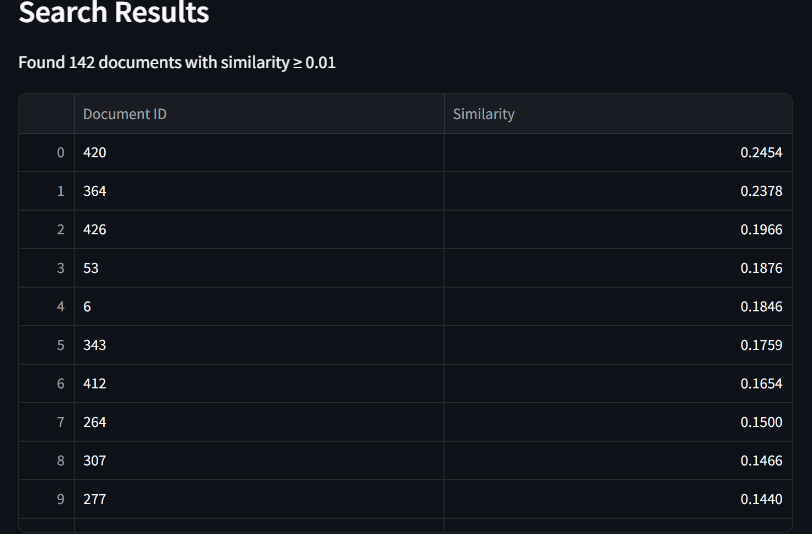 Search Results
Found 142 documents with similarity ≥ 0.01
Document ID Similarity
0 420 0.2454
1 364 0.2378
2 426 0.1966
3 53 0.1876
4 6 0.1846
5 343 0.1759
6 412 0.1654
7 264 0.1500
8 307 0.1466
9 277 0.1440